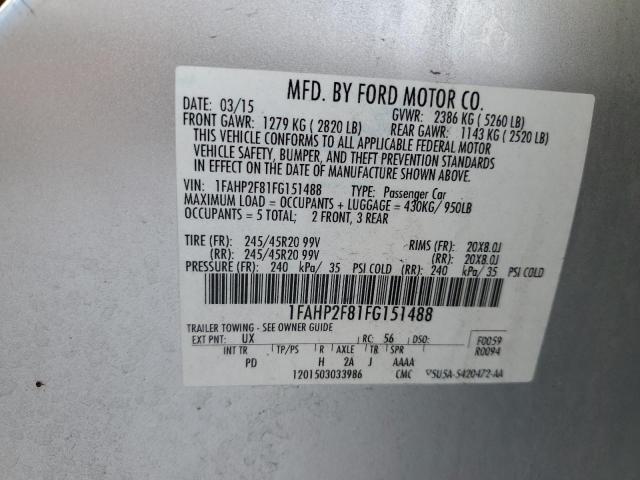 MFD. BY FORD MOTOR CO.
DATE: 03/15 GVWR: 2386 KG ( 5260 LB)
FRONT GAWR: 1279 KG ( 2820 LB) REAR GAWR: 1143 KG ( 2520 LB)
THIS VEHICLE CONFORMS TO ALL APPLICABLE FEDERAL MOTOR
VEHICLE SAFETY, BUMPER, AND THEFT PREVENTION STANDARDS
IN EFFECT ON THE DATE OF MANUFACTURE SHOWN ABOVE.
VIN: 1FAHP2F81FG151488 TYPE: Passenger Car
MAXIMUM LOAD = OCCUPANTS + LUGGAGE = 430KG/ 950LB
OCCUPANTS = 5 TOTAL; 2 FRONT, 3 REAR
TIRE (FR): 245/45R20 99V RIMS (FR): 20X8.0J
(RR): 245/45R20 99V (RR): 20X8.0J
PRESSURE (FR): 240 kPa/ 35 PSI COLD (RR): 240 kPa/ 35 PSI COLD
1FAHP2F81FG151488
TRAILER TOWING - SEE OWNER GUIDE
EXT PNT: UX RC: 56 DSO: F0059
INT TR TP/PS R AXLE TR SPR R0094
PD H 2A J AAAA
1201503033986 CMC 5U5A-5420472-AA